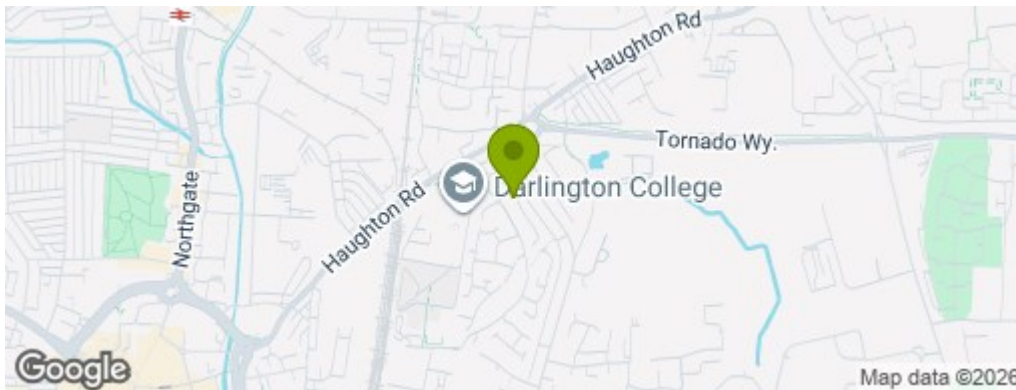 Haughton Rd
Tornado Wy.
Darlington College
Northgate
Haughton Rd
Google
Map data ©2026